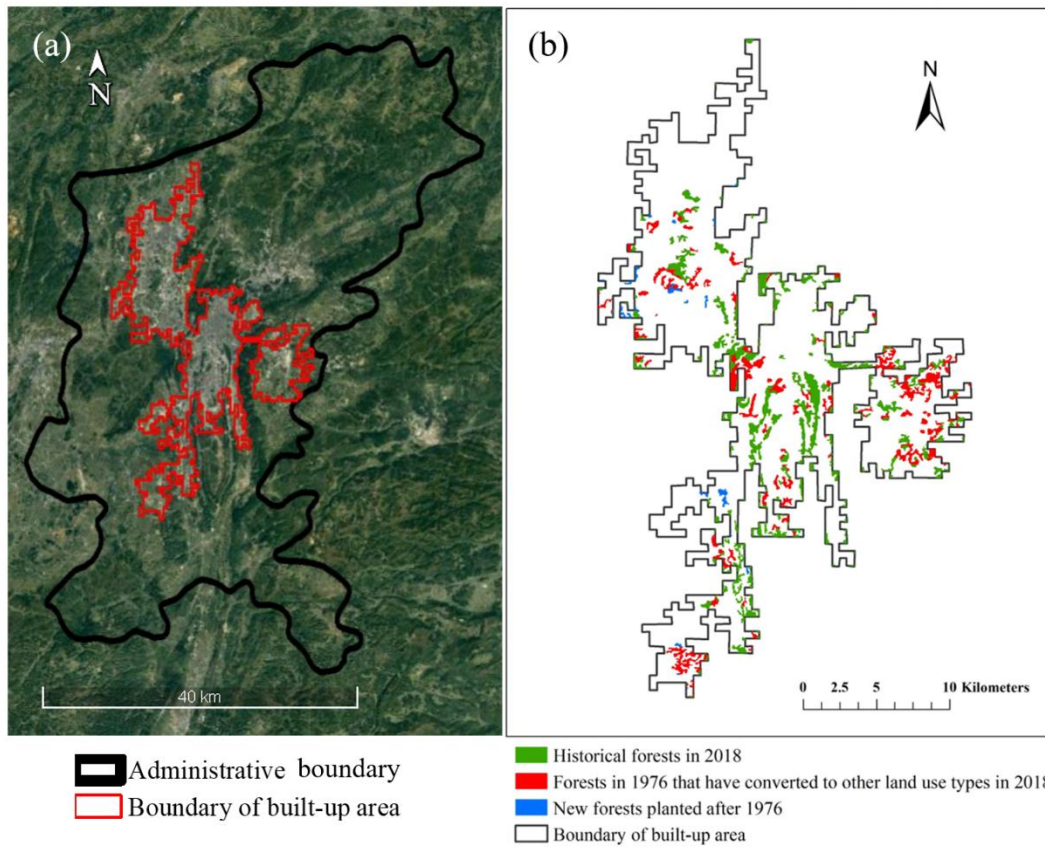 (a)
N
40 km
Administrative boundary
Boundary of built-up area
(b)
N
0 2.5 5 10 Kilometers
Historical forests in 2018
Forests in 1976 that have converted to other land use types in 2018
New forests planted after 1976
Boundary of built-up area